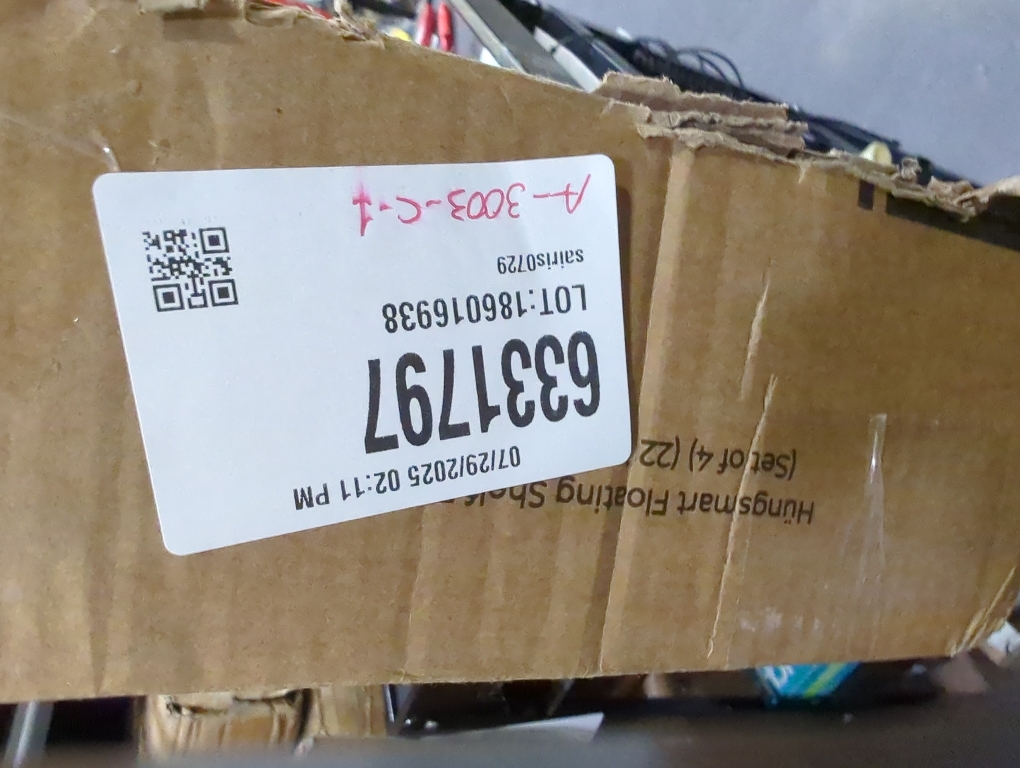 Hüngsmart Floating Shelf
(Set of 4) (22
07/29/2025 02:11 PM
6331797
LOT:186016938
sairis0729
A-3003-C-1